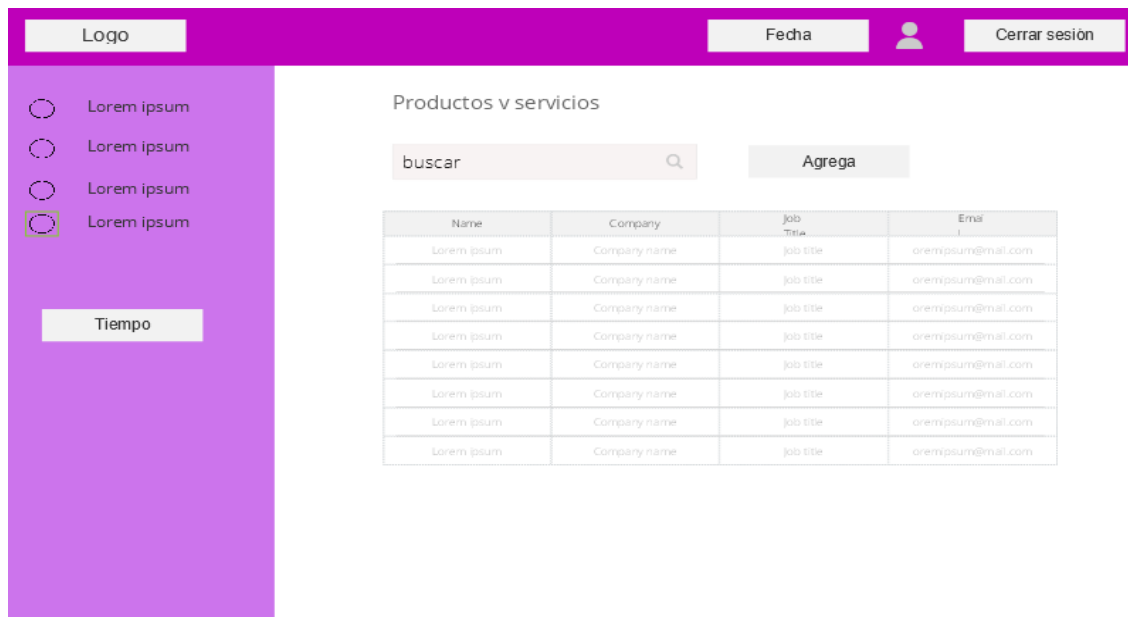 Logo
Fecha
Cerrar sesión
Lorem ipsum
Lorem ipsum
Lorem ipsum
Lorem ipsum
Tiempo
Productos y servicios
buscar
Agrega
Name Company Job Title Emai l
Lorem ipsum Company name Job title oremipsum@mail.com
Lorem ipsum Company name Job title oremipsum@mail.com
Lorem ipsum Company name Job title oremipsum@mail.com
Lorem ipsum Company name Job title oremipsum@mail.com
Lorem ipsum Company name Job title oremipsum@mail.com
Lorem ipsum Company name Job title oremipsum@mail.com
Lorem ipsum Company name Job title oremipsum@mail.com
Lorem ipsum Company name Job title oremipsum@mail.com